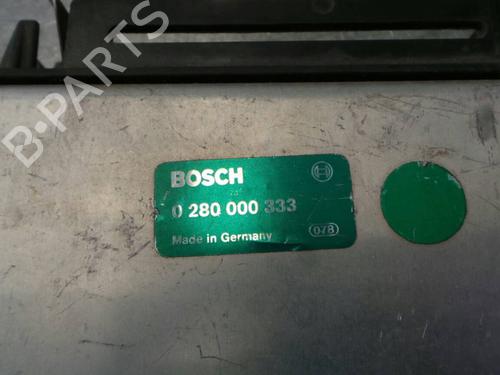 B-PARTS
BOSCH
0 280 000 333
Made in Germany
078